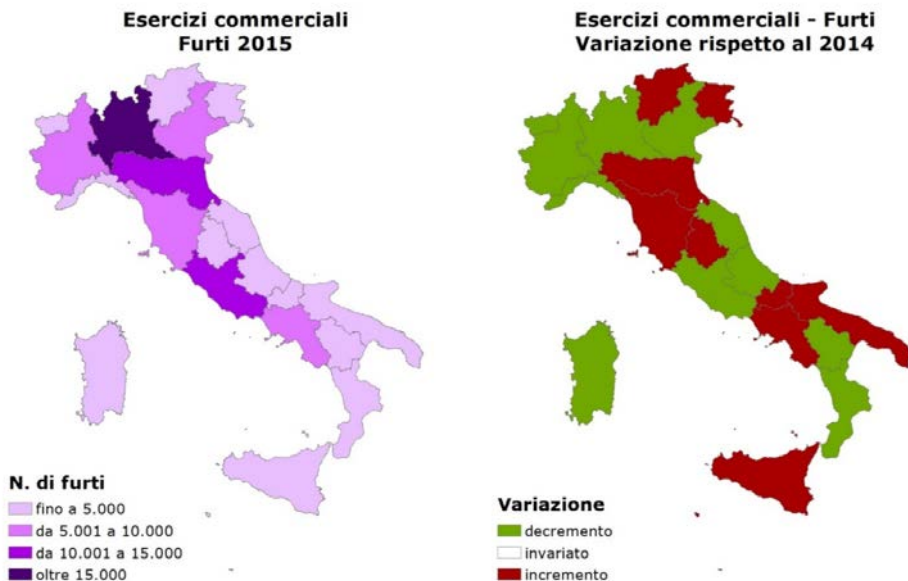 Esercizi commerciali
Furti 2015
N. di furti
fino a 5.000
da 5.001 a 10.000
da 10.001 a 15.000
oltre 15.000
Esercizi commerciali - Furti
Variazione rispetto al 2014
Variazione
decremento
invariato
incremento